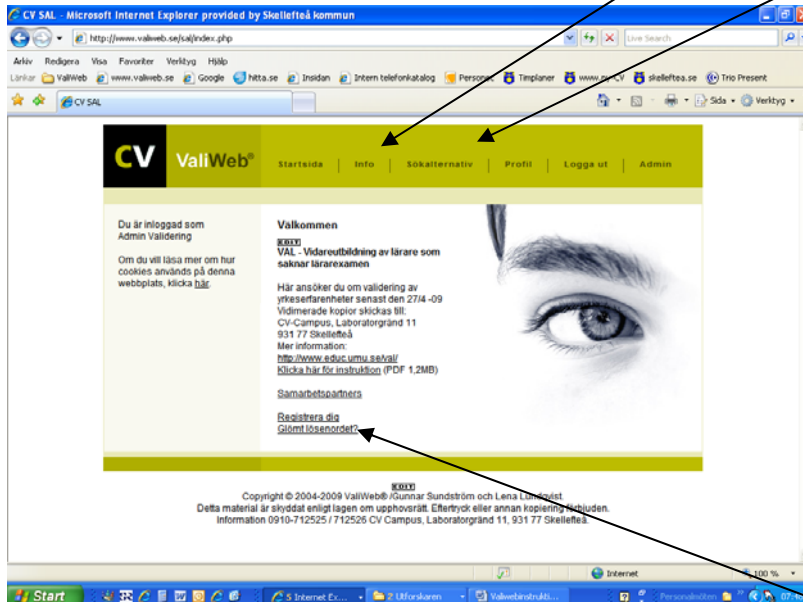 CV SAL - Microsoft Internet Explorer provided by Skellefteå kommun
http://www.valiweb.se/sal/index.php
Live Search
Arkiv Redigera Visa Favoriter Verktyg Hjälp
Länkar ValiWeb www.valiweb.se Google hitta.se Insidan Intern telefonkatalog Personec Timplaner www.ny-CV skelleftea.se Trio Present
CV SAL
Sida Verktyg
CV ValiWeb®
Startsida | Info | Sökalternativ | Profil | Logga ut | Admin
Du är inloggad som
Admin Validering
Om du vill läsa mer om hur
cookies används på denna
webbplats, klicka här.
Välkommen
EDIT
VAL - Vidareutbildning av lärare som
saknar lärarexamen
Här ansöker du om validering av
yrkeserfarenheter senast den 27/4 -09
Vidimerade kopior skickas till:
CV-Campus, Laboratorgränd 11
931 77 Skellefteå
Mer information:
http://www.educ.umu.se/val/
Klicka här för instruktion (PDF 1,2MB)
Samarbetspartners
Registrera dig
Glömt lösenordet?
EDIT
Copyright © 2004-2009 ValiWeb® /Gunnar Sundström och Lena Lundqvist.
Detta material är skyddat enligt lagen om upphovsrätt. Eftertryck eller annan kopiering förbjuden.
Information 0910-712525 / 712526 CV Campus, Laboratorgränd 11, 931 77 Skellefteå.
Internet
100 %
Start
5 Internet Ex...
2 Utforskaren
Valiwebinstrukti...
Personalmöten